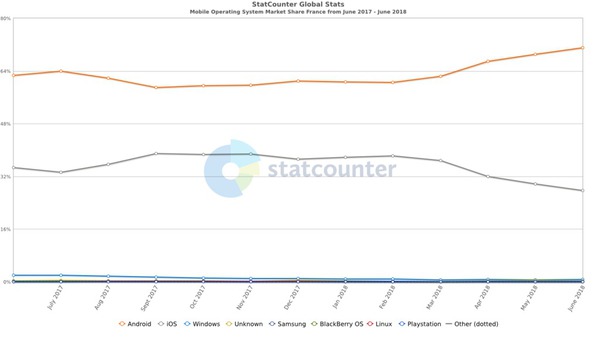 StatCounter Global Stats
Mobile Operating System Market Share France from June 2017 - June 2018
80%
64%
48%
32%
16%
0%
statcounter
July 2017
Aug 2017
Sept 2017
Oct 2017
Nov 2017
Dec 2017
Jan 2018
Feb 2018
Mar 2018
Apr 2018
May 2018
June 2018
Android iOS Windows Unknown Samsung BlackBerry OS Linux Playstation Other (dotted)